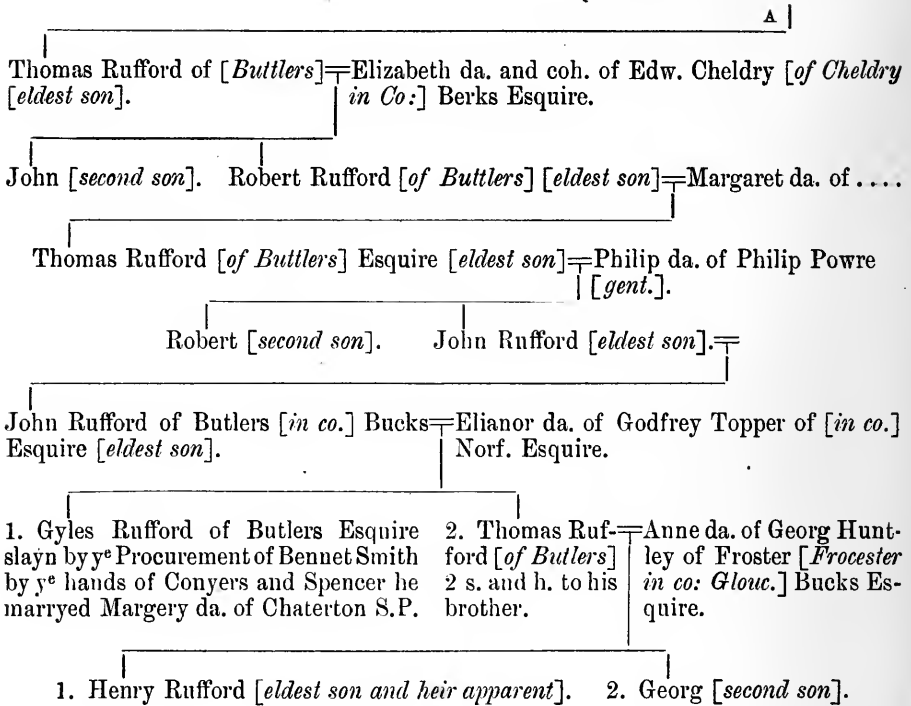 A
Thomas Rufford of [Buttlers]=Elizabeth da. and coh. of Edw. Cheldry [of Cheldry
[eldest son]. in Co:] Berks Esquire.
John [second son]. Robert Rufford [of Buttlers] [eldest son]=Margaret da. of ....
Thomas Rufford [of Buttlers] Esquire [eldest son]=Philip da. of Philip Powre
[gent.].
Robert [second son]. John Rufford [eldest son].=
John Rufford of Butlers [in co.] Bucks=Elianor da. of Godfrey Topper of [in co.]
Esquire [eldest son]. Norf. Esquire.
1. Gyles Rufford of Butlers Esquire
slayn by yᵉ Procurement of Bennet Smith
by yᵉ hands of Conyers and Spencer he
marryed Margery da. of Chaterton S.P.
2. Thomas Ruf-
ford [of Butlers]
2 s. and h. to his
brother.
=Anne da. of Georg Hunt-
ley of Froster [Frocester
in co: Glouc.] Bucks Es-
quire.
1. Henry Rufford [eldest son and heir apparent]. 2. Georg [second son].